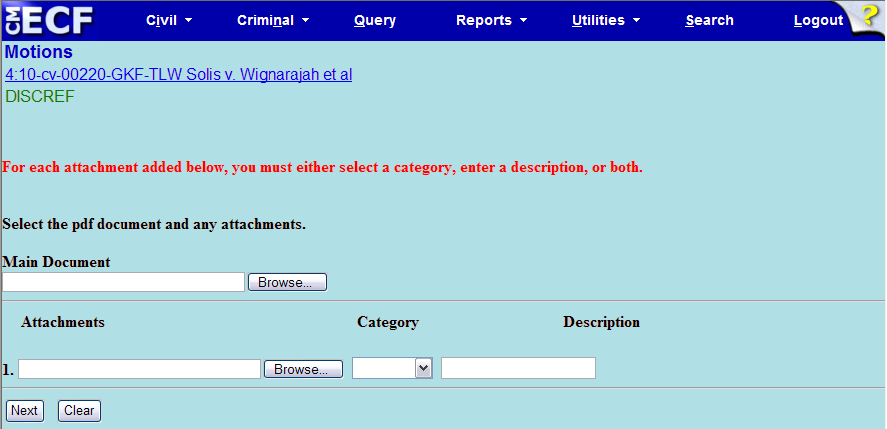 CM ECF Civil Criminal Query Reports Utilities Search Logout ?
Motions
4:10-cv-00220-GKF-TLW Solis v. Wignarajah et al
DISCREF
For each attachment added below, you must either select a category, enter a description, or both.
Select the pdf document and any attachments.
Main Document
Browse...
Attachments Category Description
1. Browse...
Next Clear